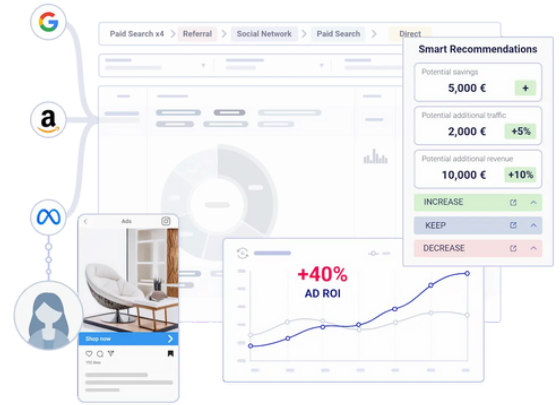 Paid Search x4 > Referral > Social Network > Paid Search > Direct
Smart Recommendations
Potential savings
5,000 € +
Potential additional traffic
2,000 € +5%
Potential additional revenue
10,000 € +10%
INCREASE
KEEP
DECREASE
a
Ads
Shop now
+40%
AD ROI